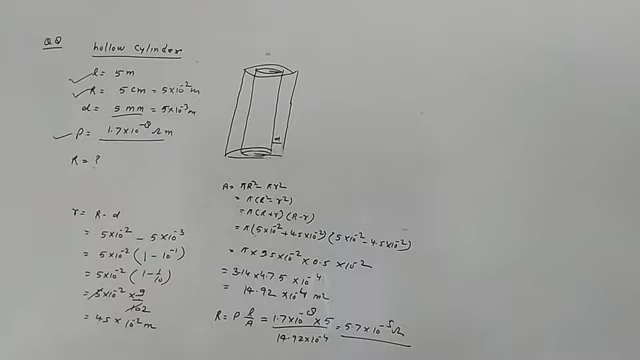 Q8 hollow cylinder
l = 5m
R = 5 cm = 5×10⁻² m
d = 5 mm = 5×10⁻³ m
ρ = 1.7×10⁻⁸ Ω m
R = ?
r = R - d
= 5×10⁻² - 5×10⁻³
= 5×10⁻² (1 - 10⁻¹)
= 5×10⁻² (1 - 1/10)
= 5×10⁻² × 9/10
= 4.5 × 10⁻² m
d
A = πR² - πr²
= π(R² - r²)
= π(R+r) (R-r)
= π(5×10⁻² + 4.5×10⁻²) (5×10⁻² - 4.5×10⁻²)
= π × 9.5×10⁻² × 0.5 × 10⁻²
= 3.14 × 4.75 × 10⁻⁴
= 14.92 × 10⁻⁴ m²
R = ρ l/A = 1.7×10⁻⁸ × 5 / 14.92×10⁻⁴ = 5.7×10⁻⁵ Ω